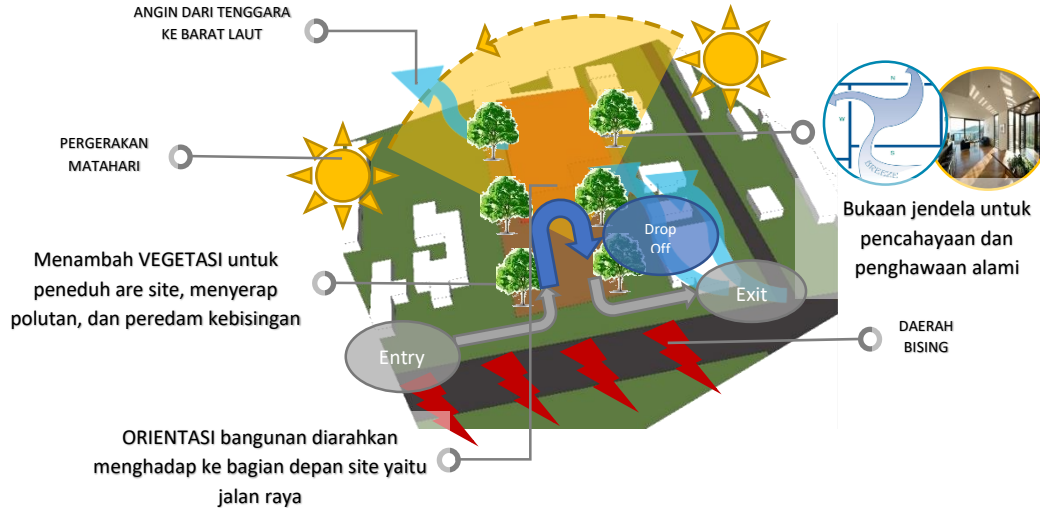 ANGIN DARI TENGGARA
KE BARAT LAUT
PERGERAKAN
MATAHARI
Menambah VEGETASI untuk
peneduh are site, menyerap
polutan, dan peredam kebisingan
Entry
Drop
Off
Exit
N
W
S
BREEZE
Bukaan jendela untuk
pencahayaan dan
penghawaan alami
DAERAH
BISING
ORIENTASI bangunan diarahkan
menghadap ke bagian depan site yaitu
jalan raya